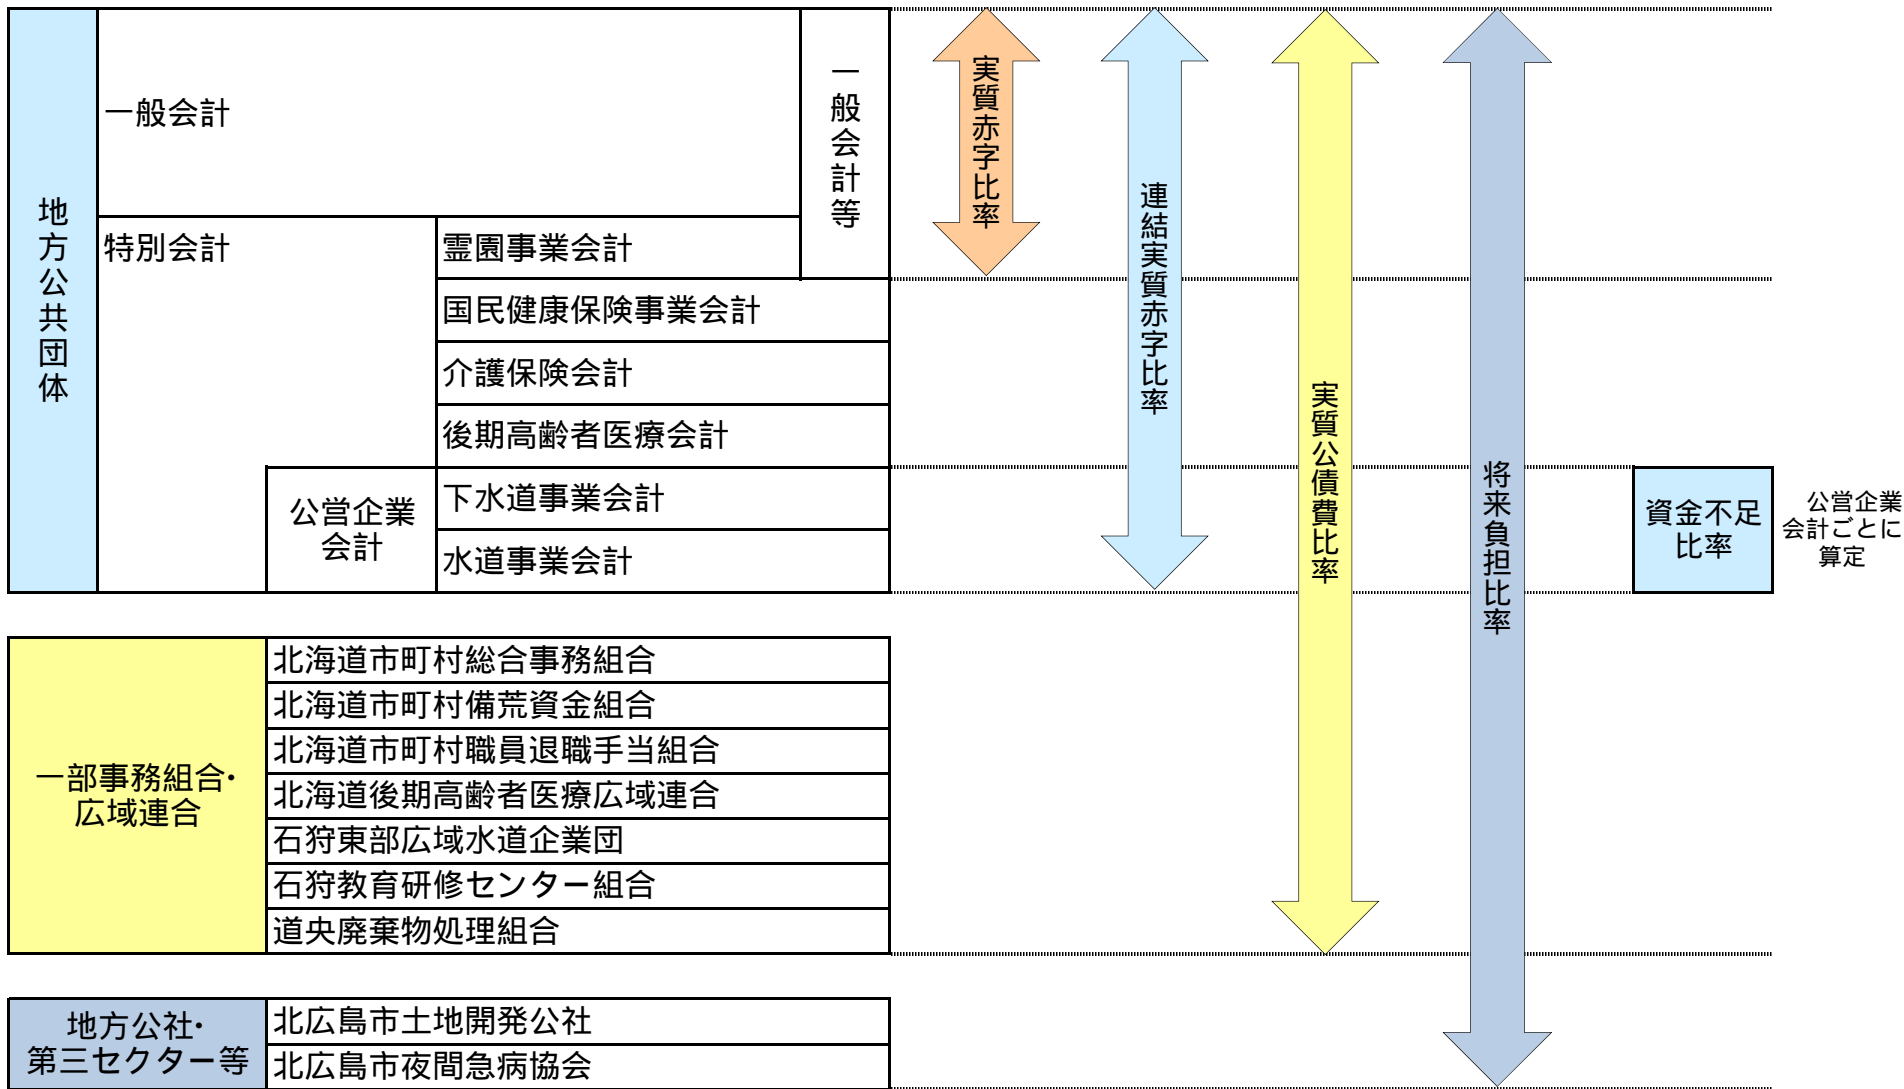 地方公共団体
一般会計
一般会計等
特別会計
霊園事業会計
国民健康保険事業会計
介護保険会計
後期高齢者医療会計
公営企業
会計
下水道事業会計
水道事業会計
実質赤字比率
連結実質赤字比率
実質公債費比率
将来負担比率
資金不足
比率
公営企業
会計ごとに
算定
一部事務組合・
広域連合
北海道市町村総合事務組合
北海道市町村備荒資金組合
北海道市町村職員退職手当組合
北海道後期高齢者医療広域連合
石狩東部広域水道企業団
石狩教育研修センター組合
道央廃棄物処理組合
地方公社・
第三セクター等
北広島市土地開発公社
北広島市夜間急病協会